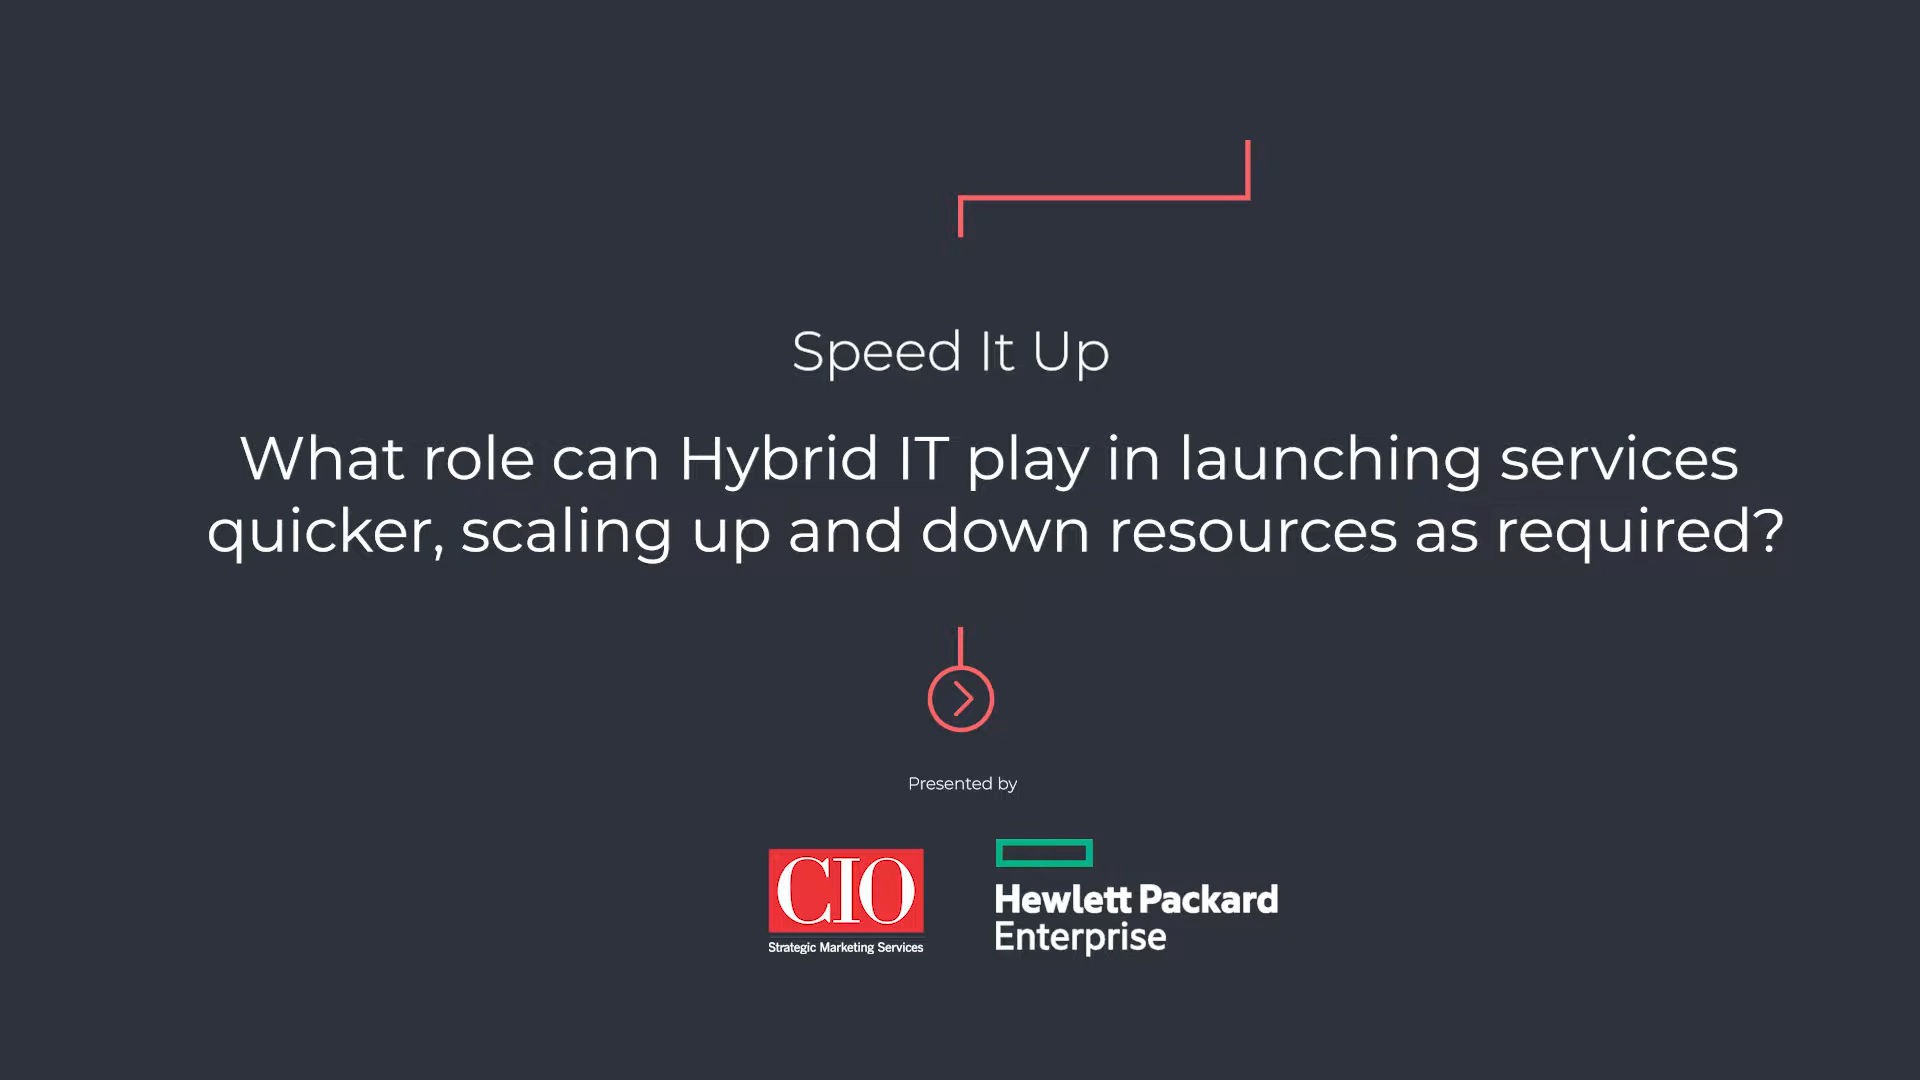 Speed It Up
What role can Hybrid IT play in launching services
quicker, scaling up and down resources as required?
Presented by
CIO
Strategic Marketing Services
Hewlett Packard
Enterprise